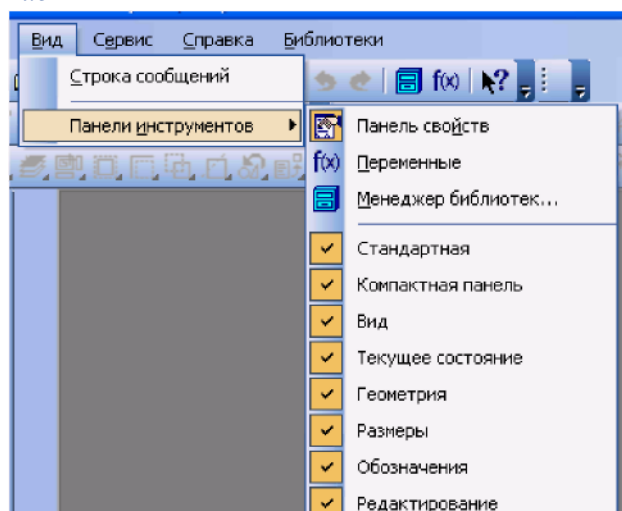 Вид Сервис Справка Библиотеки
Строка сообщений
f(x) ?
Панели инструментов
Панель свойств
f(x) Переменные
Менеджер библиотек...
Стандартная
Компактная панель
Вид
Текущее состояние
Геометрия
Размеры
Обозначения
Редактирование